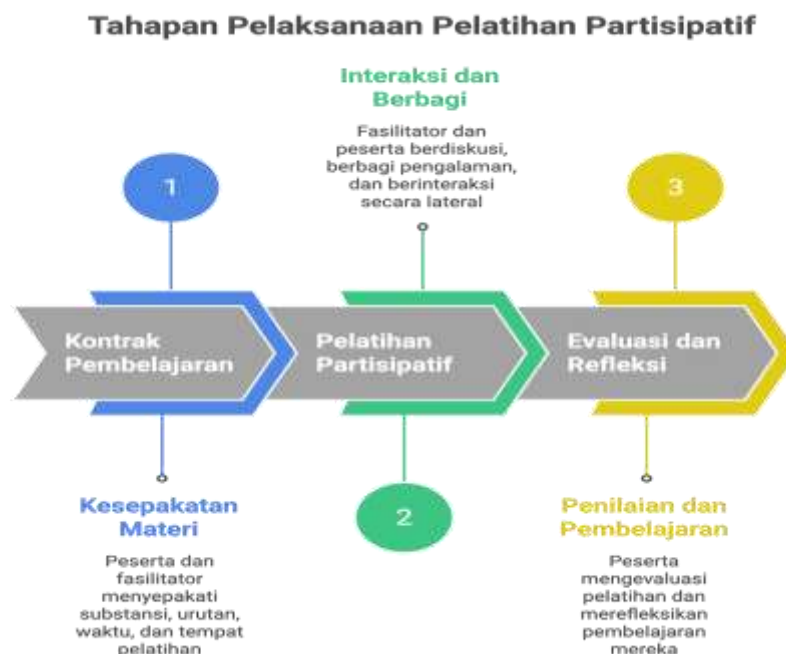 Tahapan Pelaksanaan Pelatihan Partisipatif
1
Kontrak
Pembelajaran
Kesepakatan
Materi
Peserta dan
fasilitator
menyepakati
substansi, urutan,
waktu, dan tempat
pelatihan
Interaksi dan
Berbagi
Fasilitator dan
peserta berdiskusi,
berbagi pengalaman,
dan berinteraksi
secara lateral
Pelatihan
Partisipatif
2
3
Evaluasi dan
Refleksi
Penilaian dan
Pembelajaran
Peserta
mengevaluasi
pelatihan dan
merefleksikan
pembelajaran
mereka